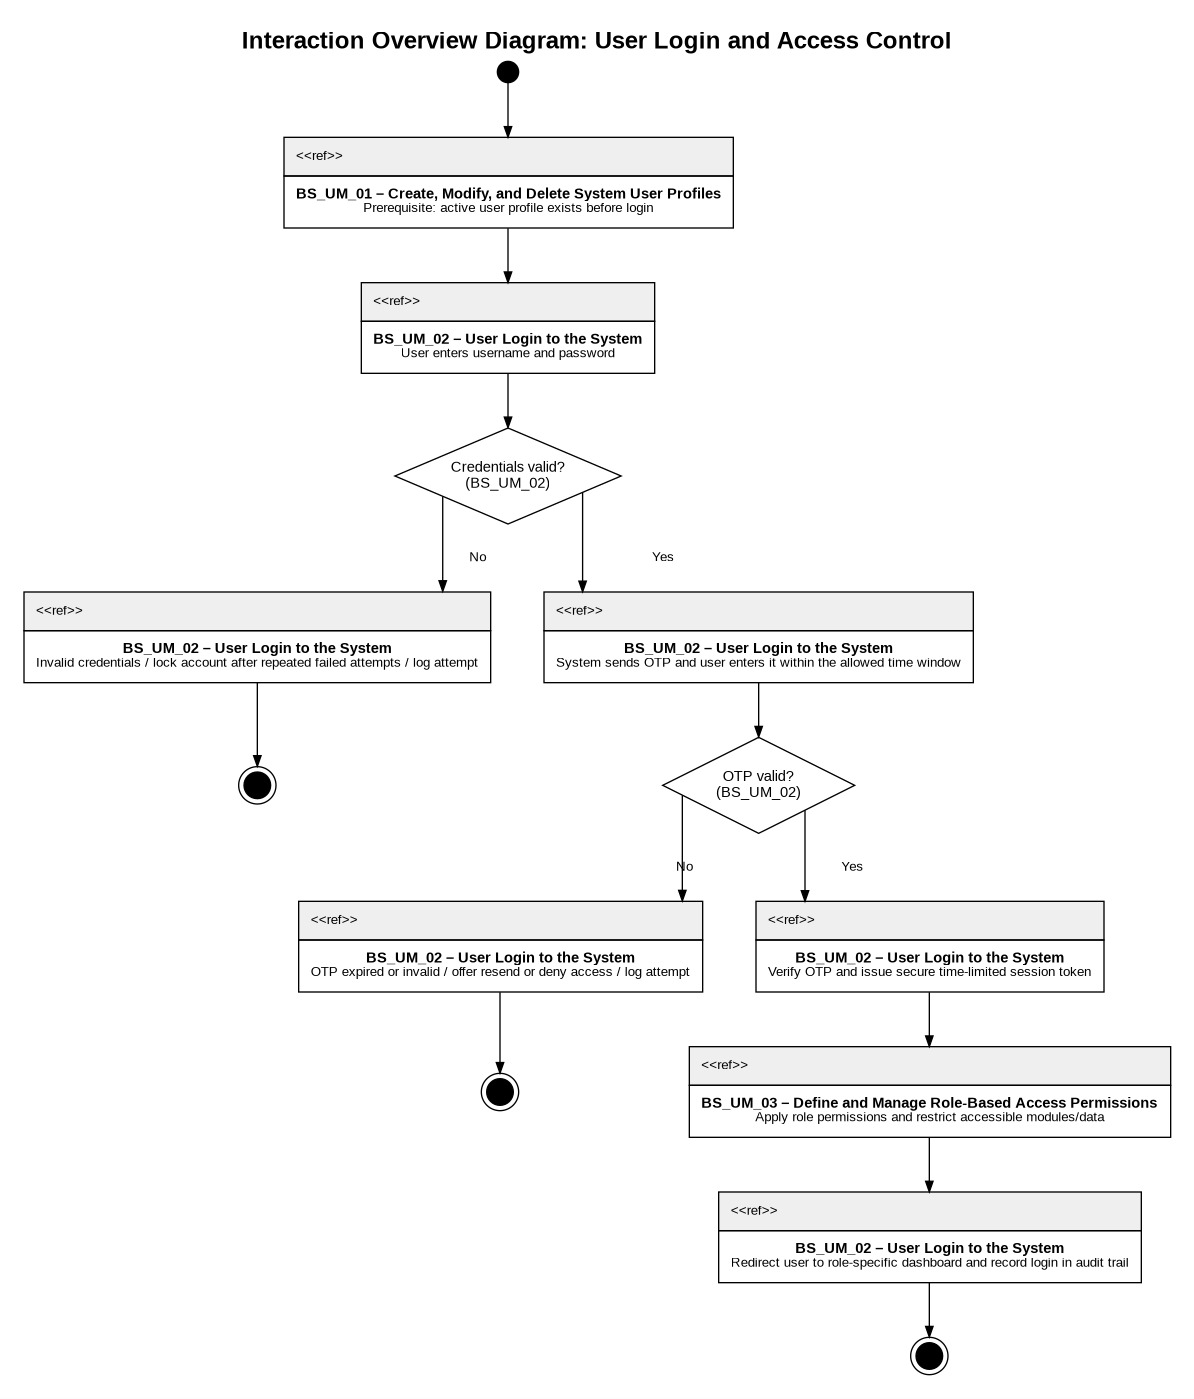 Interaction Overview Diagram: User Login and Access Control
<<ref>>
BS_UM_01 – Create, Modify, and Delete System User Profiles
Prerequisite: active user profile exists before login
<<ref>>
BS_UM_02 – User Login to the System
User enters username and password
Credentials valid?
(BS_UM_02)
No
Yes
<<ref>>
BS_UM_02 – User Login to the System
Invalid credentials / lock account after repeated failed attempts / log attempt
<<ref>>
BS_UM_02 – User Login to the System
System sends OTP and user enters it within the allowed time window
OTP valid?
(BS_UM_02)
No
Yes
<<ref>>
BS_UM_02 – User Login to the System
OTP expired or invalid / offer resend or deny access / log attempt
<<ref>>
BS_UM_02 – User Login to the System
Verify OTP and issue secure time-limited session token
<<ref>>
BS_UM_03 – Define and Manage Role-Based Access Permissions
Apply role permissions and restrict accessible modules/data
<<ref>>
BS_UM_02 – User Login to the System
Redirect user to role-specific dashboard and record login in audit trail